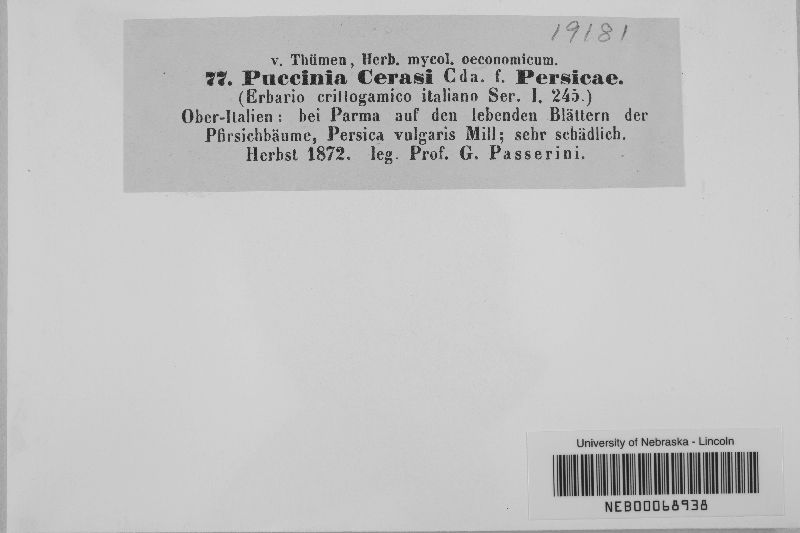 19181
v. Thümen, Herb. mycol. oeconomicum.
77. Puccinia Cerasi Cda. f. Persicae.
(Erbario crittogamico italiano Ser. I. 245.)
Ober-Italien: bei Parma auf den lebenden Blättern der
Pfirsichbäume, Persica vulgaris Mill; sehr schädlich.
Herbst 1872. leg. Prof. G. Passerini.
University of Nebraska - Lincoln
NEB00068938